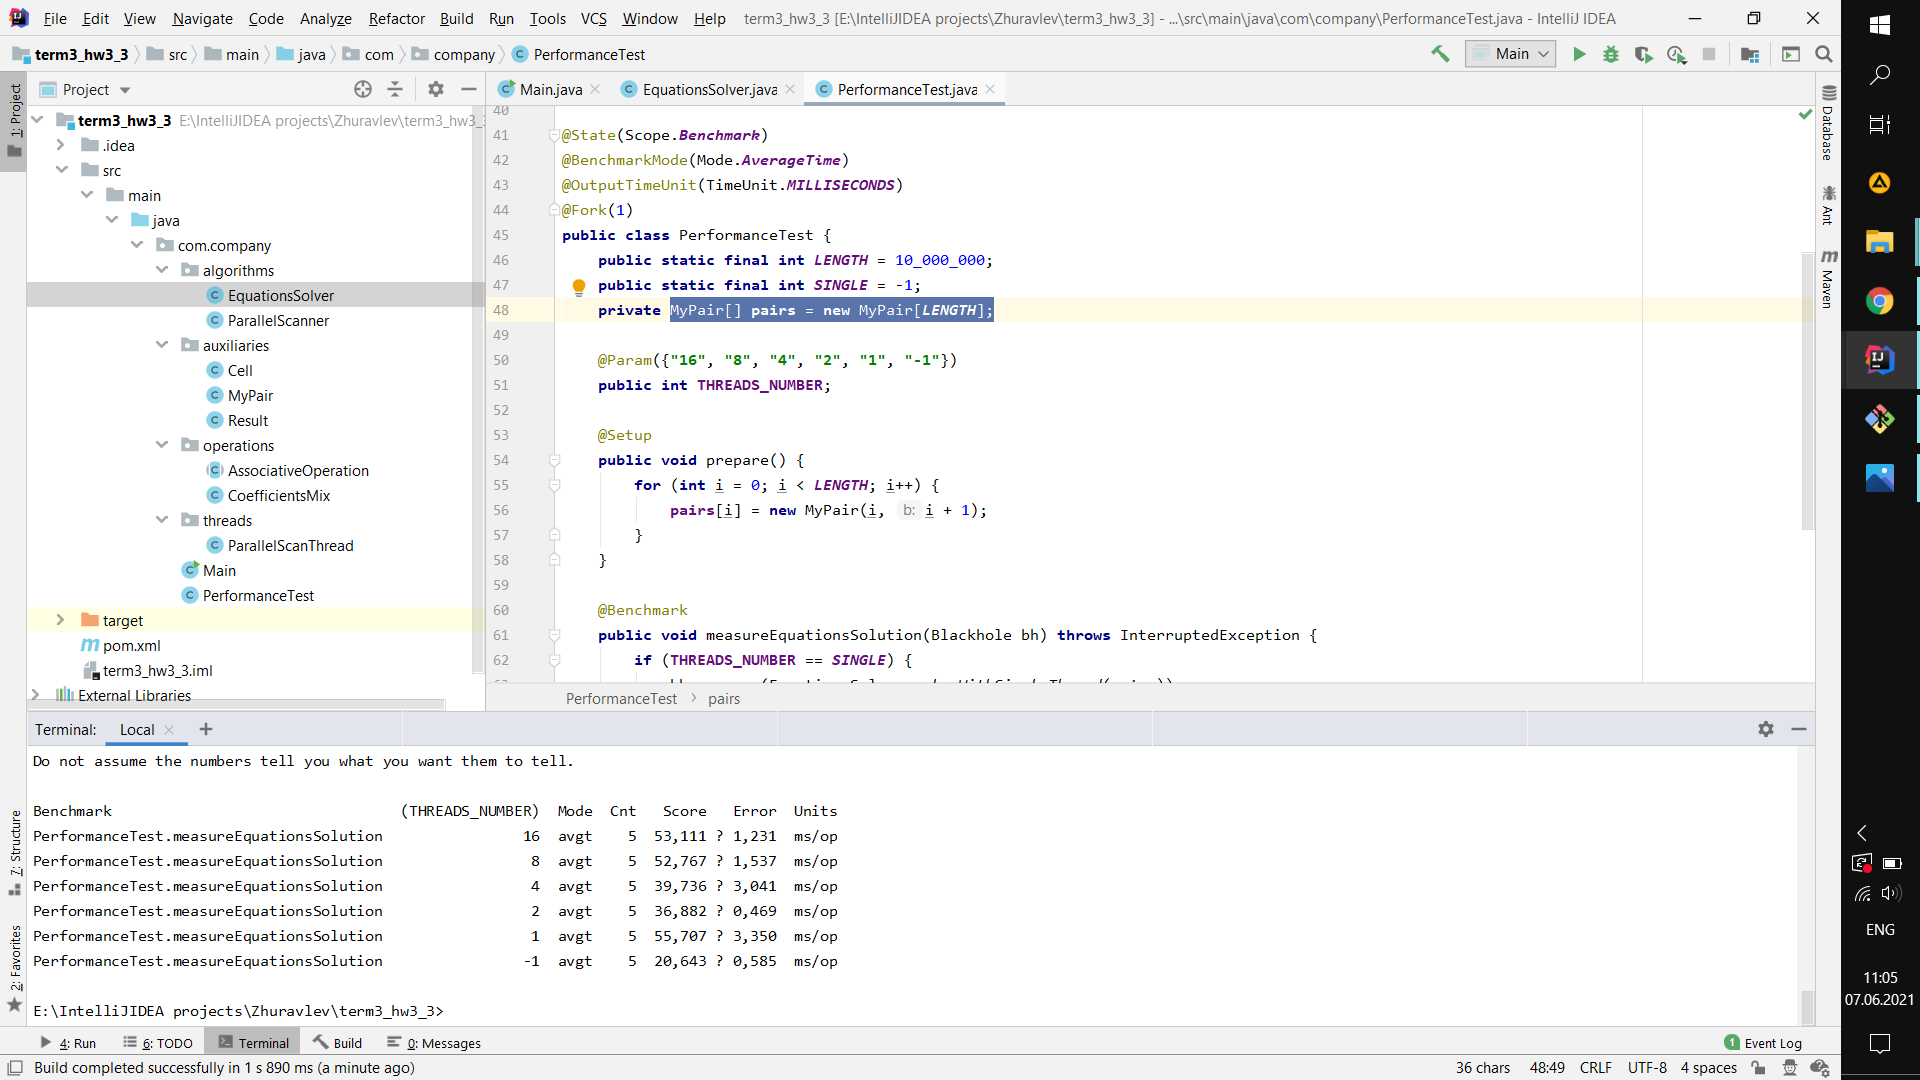 File Edit View Navigate Code Analyze Refactor Build Run Tools VCS Window Help term3_hw3_3 [E:\IntelliJIDEA projects\Zhuravlev\term3_hw3_3] - ...\src\main\java\com\company\PerformanceTest.java - IntelliJ IDEA
term3_hw3_3 src main java com company PerformanceTest Main
Project
Main.java EquationsSolver.java PerformanceTest.java
1: Project
term3_hw3_3 E:\IntelliJIDEA projects\Zhuravlev\term3_hw3_3
.idea
src
main
java
com.company
algorithms
EquationsSolver
ParallelScanner
auxiliaries
Cell
MyPair
Result
operations
AssociativeOperation
CoefficientsMix
threads
ParallelScanThread
Main
PerformanceTest
target
pom.xml
term3_hw3_3.iml
External Libraries
40
41 @State(Scope.Benchmark)
42 @BenchmarkMode(Mode.AverageTime)
43 @OutputTimeUnit(TimeUnit.MILLISECONDS)
44 @Fork(1)
45 public class PerformanceTest {
46 public static final int LENGTH = 10_000_000;
47 public static final int SINGLE = -1;
48 private MyPair[] pairs = new MyPair[LENGTH];
49
50 @Param({"16", "8", "4", "2", "1", "-1"})
51 public int THREADS_NUMBER;
52
53 @Setup
54 public void prepare() {
55 for (int i = 0; i < LENGTH; i++) {
56 pairs[i] = new MyPair(i, b: i + 1);
57 }
58 }
59
60 @Benchmark
61 public void measureEquationsSolution(Blackhole bh) throws InterruptedException {
62 if (THREADS_NUMBER == SINGLE) {
PerformanceTest pairs
Database
Ant
Maven
Terminal: Local
Do not assume the numbers tell you what you want them to tell.
Benchmark (THREADS_NUMBER) Mode Cnt Score Error Units
PerformanceTest.measureEquationsSolution 16 avgt 5 53,111 ? 1,231 ms/op
PerformanceTest.measureEquationsSolution 8 avgt 5 52,767 ? 1,537 ms/op
PerformanceTest.measureEquationsSolution 4 avgt 5 39,736 ? 3,041 ms/op
PerformanceTest.measureEquationsSolution 2 avgt 5 36,882 ? 0,469 ms/op
PerformanceTest.measureEquationsSolution 1 avgt 5 55,707 ? 3,350 ms/op
PerformanceTest.measureEquationsSolution -1 avgt 5 20,643 ? 0,585 ms/op
E:\IntelliJIDEA projects\Zhuravlev\term3_hw3_3>
7: Structure
2: Favorites
4: Run 6: TODO Terminal Build 0: Messages 1 Event Log
Build completed successfully in 1 s 890 ms (a minute ago) 36 chars 48:49 CRLF UTF-8 4 spaces
ENG
11:05
07.06.2021